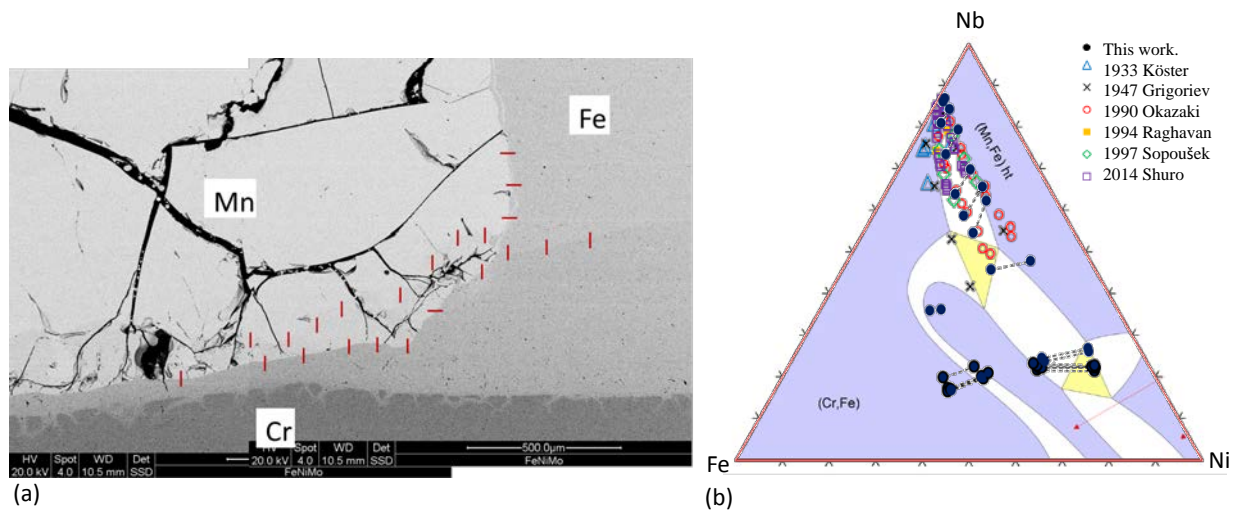 Mn
Fe
Cr
HV Spot WD Det
20.0 kV 4.0 10.5 mm SSD
HV Spot WD Det
20.0 kV 4.0 10.5 mm SSD
500.0µm
FeNiMo
FeNiMo
(a)
Nb
This work.
1933 Köster
1947 Grigoriev
1990 Okazaki
1994 Raghavan
1997 Sopoušek
2014 Shuro
(Mn,Fe) ht
(Cr,Fe)
Fe
Ni
(b)